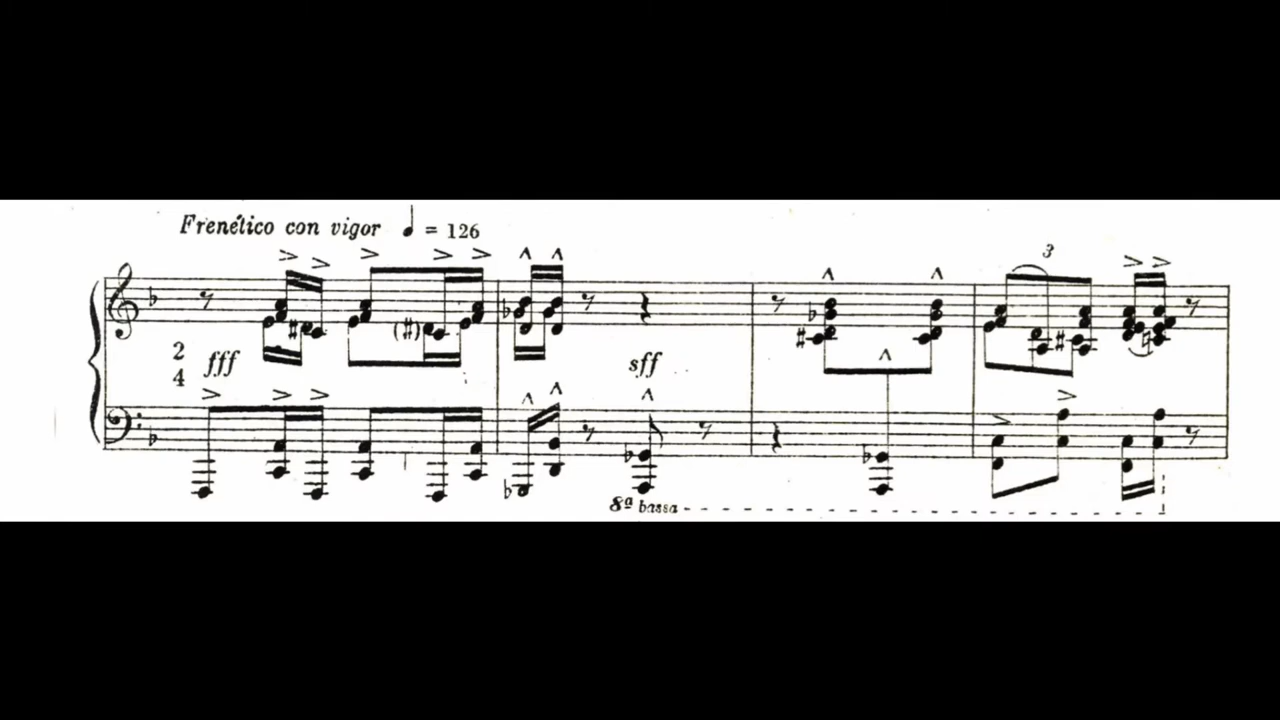 Frenético con vigor ♩ = 126
3
2
4
fff
sff
8ª bassa